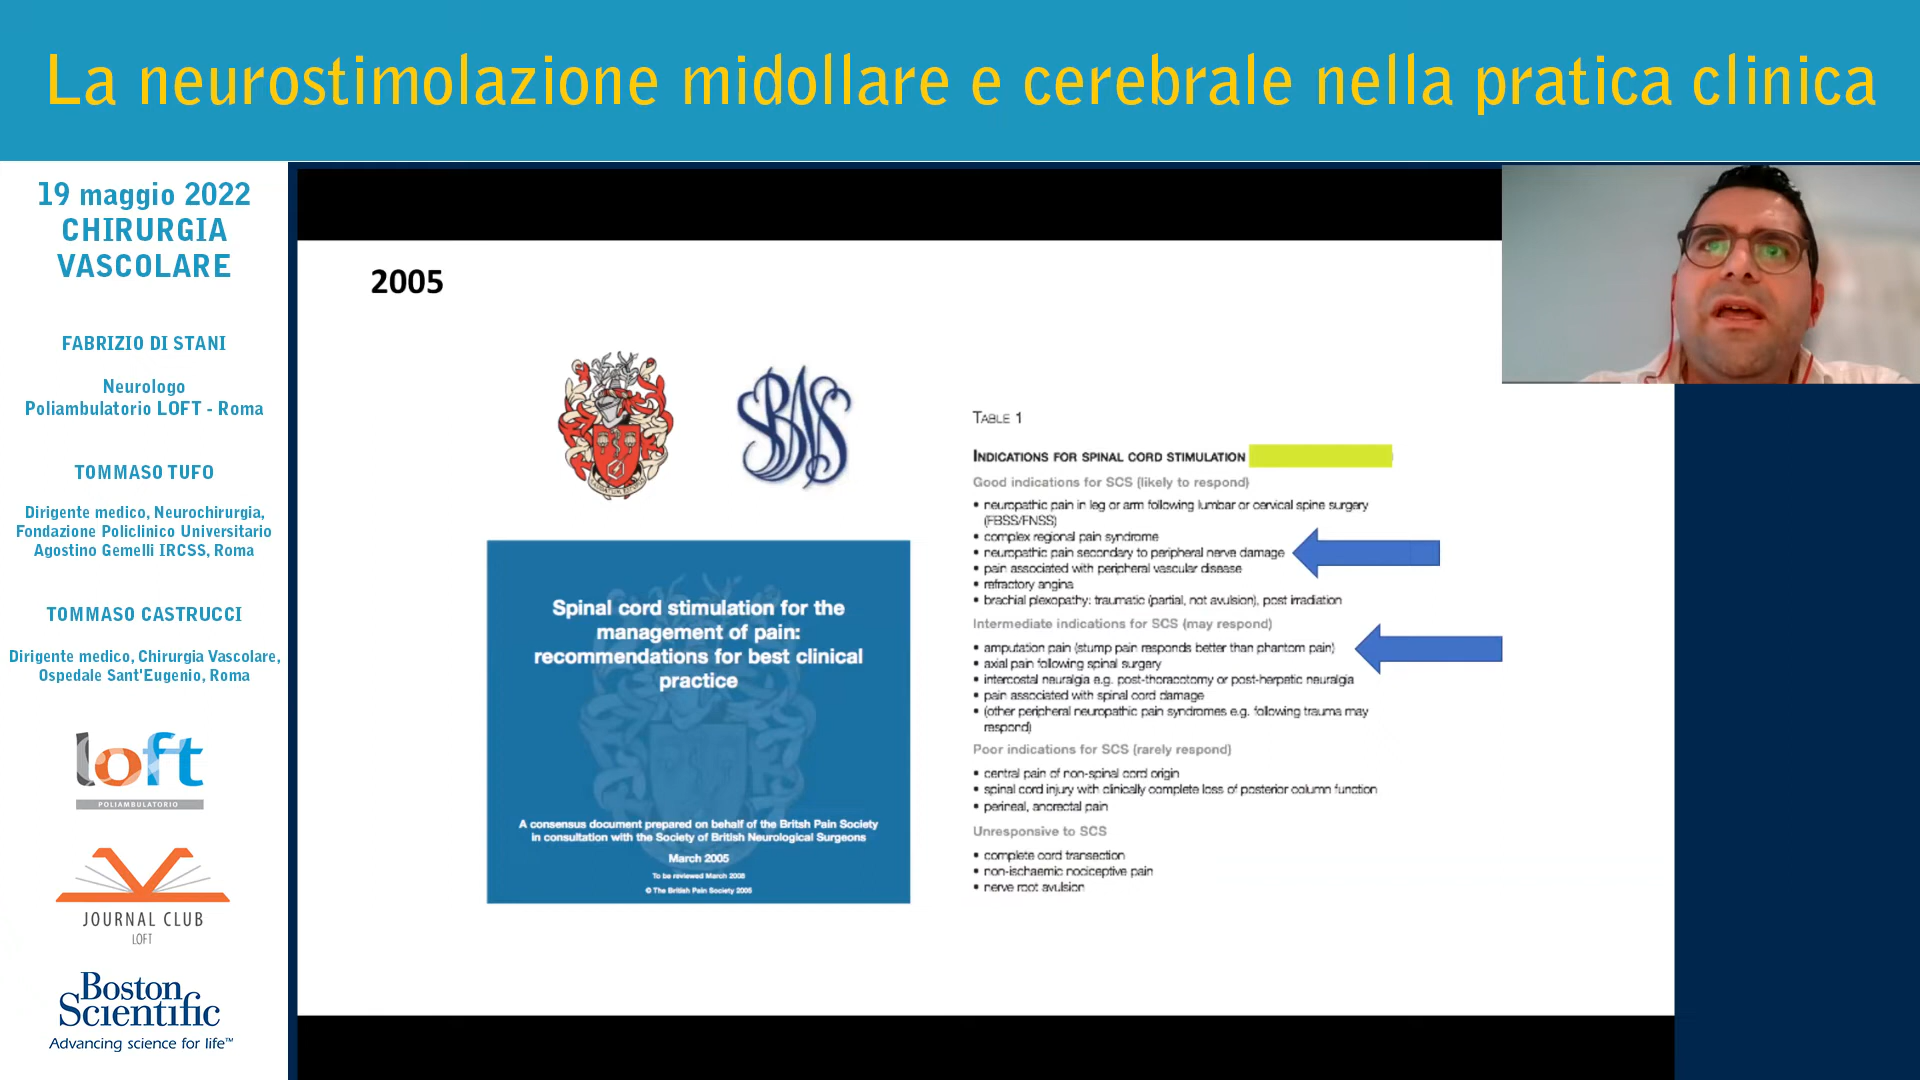 La neurostimolazione midollare e cerebrale nella pratica clinica
19 maggio 2022
CHIRURGIA
VASCOLARE
FABRIZIO DI STANI
Neurologo
Poliambulatorio LOFT - Roma
TOMMASO TUFO
Dirigente medico, Neurochirurgia,
Fondazione Policlinico Universitario
Agostino Gemelli IRCSS, Roma
TOMMASO CASTRUCCI
Dirigente medico, Chirurgia Vascolare,
Ospedale Sant'Eugenio, Roma
loft
POLIAMBULATORIO
JOURNAL CLUB
LOFT
Boston
Scientific
Advancing science for life™
2005
SBNS
Spinal cord stimulation for the
management of pain:
recommendations for best clinical
practice
A consensus document prepared on behalf of the Britsh Pain Society
in consultation with the Society of British Neurological Surgeons
March 2005
To be reviewed March 2008
© The British Pain Society 2005
TABLE 1
INDICATIONS FOR SPINAL CORD STIMULATION
Good indications for SCS (likely to respond)
• neuropathic pain in leg or arm following lumbar or cervical spine surgery
(FBSS/FNSS)
• complex regional pain syndrome
• neuropathic pain secondary to peripheral nerve damage
• pain associated with peripheral vascular disease
• refractory angina
• brachial plexopathy: traumatic (partial, not avulsion), post irradiation
Intermediate indications for SCS (may respond)
• amputation pain (stump pain responds better than phantom pain)
• axial pain following spinal surgery
• intercostal neuralgia e.g. post-thoracotomy or post-herpetic neuralgia
• pain associated with spinal cord damage
• (other peripheral neuropathic pain syndromes e.g. following trauma may
respond)
Poor indications for SCS (rarely respond)
• central pain of non-spinal cord origin
• spinal cord injury with clinically complete loss of posterior column function
• perineal, anorectal pain
Unresponsive to SCS
• complete cord transection
• non-ischaemic nociceptive pain
• nerve root avulsion